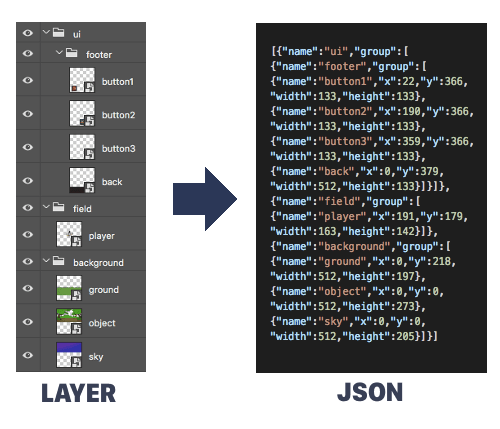 ui
footer
button1
button2
button3
back
field
player
background
ground
object
sky
LAYER
[{"name":"ui","group":[
{"name":"footer","group":[
{"name":"button1","x":22,"y":366,
"width":133,"height":133},
{"name":"button2","x":190,"y":366,
"width":133,"height":133},
{"name":"button3","x":359,"y":366,
"width":133,"height":133},
{"name":"back","x":0,"y":379,
"width":512,"height":133}]}]},
{"name":"field","group":[
{"name":"player","x":191,"y":179,
"width":163,"height":142}]},
{"name":"background","group":[
{"name":"ground","x":0,"y":218,
"width":512,"height":197},
{"name":"object","x":0,"y":0,
"width":512,"height":273},
{"name":"sky","x":0,"y":0,
"width":512,"height":205}]}]
JSON